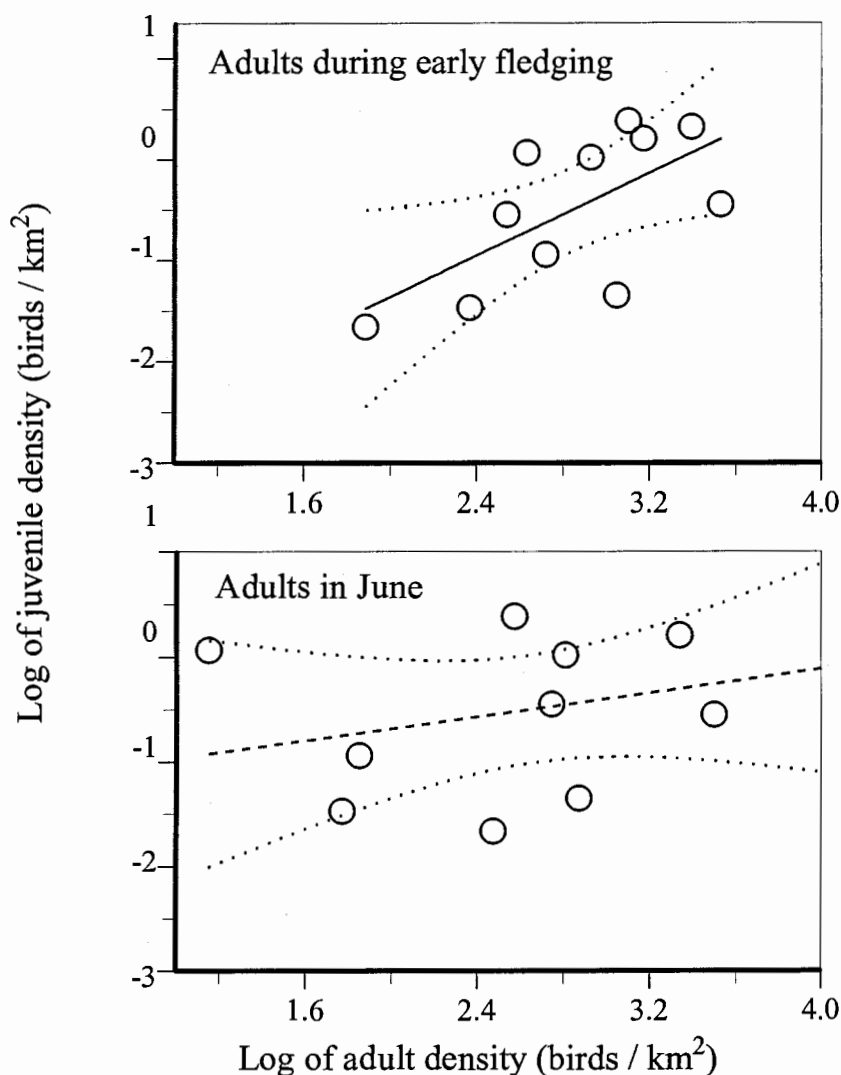 Log of juvenile density (birds / km²)
1
Adults during early fledging
0
-1
-2
-3
1.6 2.4 3.2 4.0
1
Adults in June
0
-1
-2
-3
1.6 2.4 3.2 4.0
Log of adult density (birds / km²)